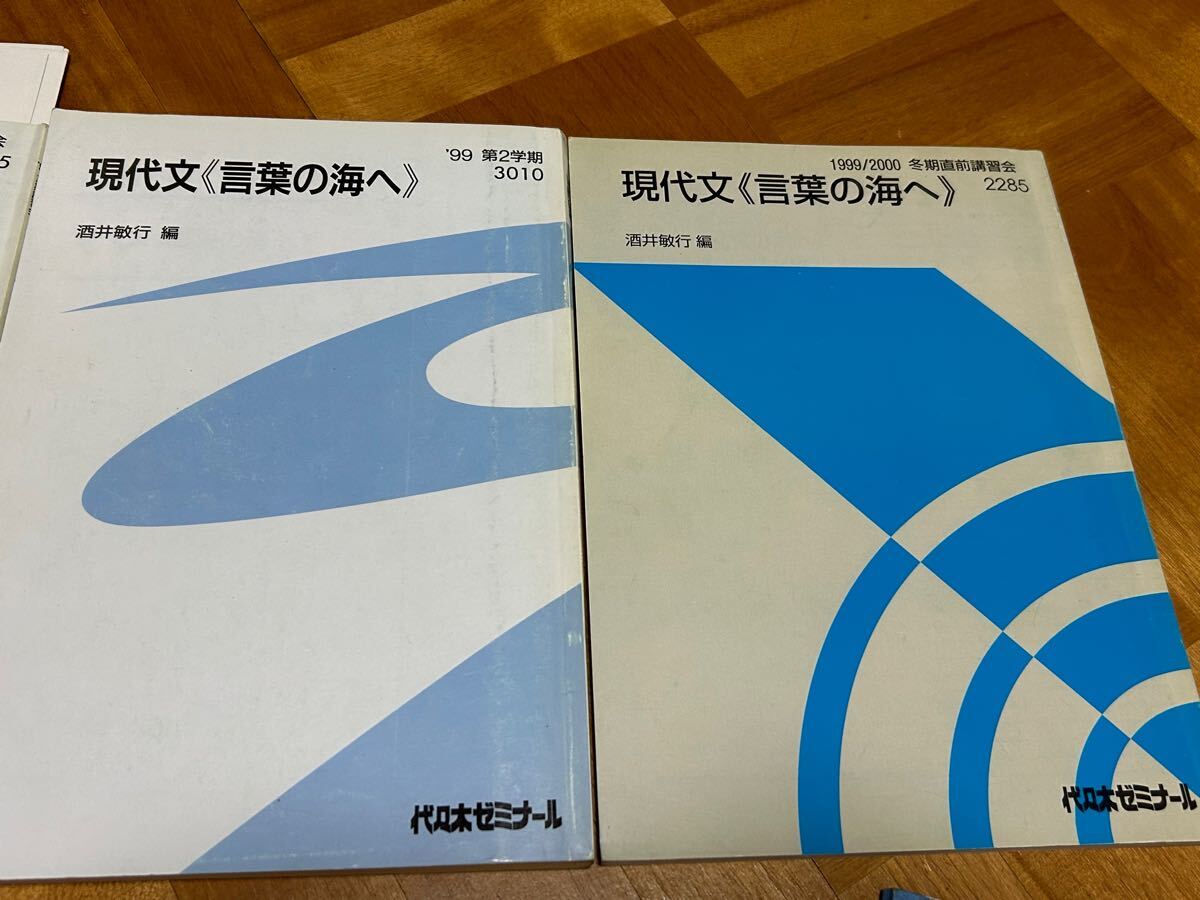 会
5
'99 第2学期
3010
現代文《言葉の海へ》
酒井敏行 編
代々木ゼミナール
1999/2000 冬期直前講習会
2285
現代文《言葉の海へ》
酒井敏行 編
代々木ゼミナール